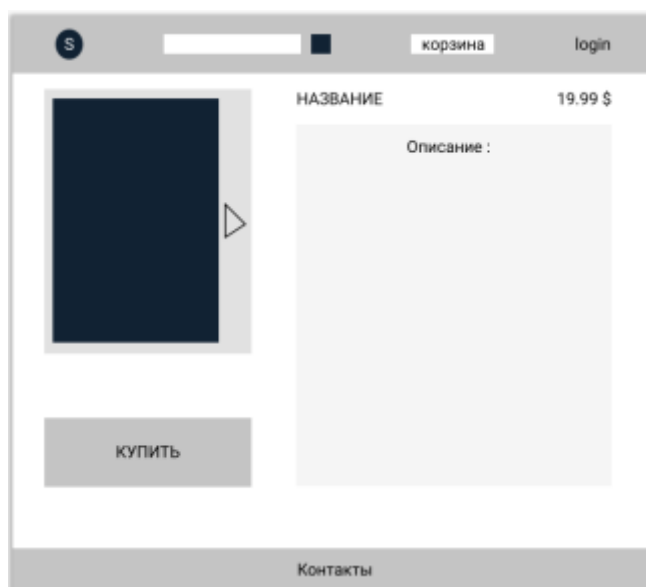 S
корзина
login
НАЗВАНИЕ
19.99 $
Описание :
КУПИТЬ
Контакты